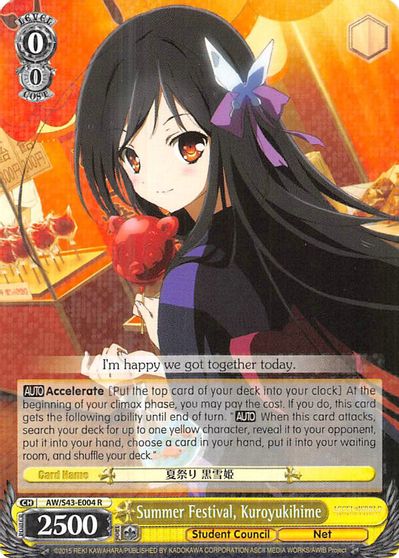 LEVEL
0
0
COST
I'm happy we got together today.
AUTO Accelerate [Put the top card of your deck into your clock] At the
beginning of your climax phase, you may pay the cost. If you do, this card
gets the following ability until end of turn. "AUTO When this card attacks,
search your deck for up to one yellow character, reveal it to your opponent,
put it into your hand, choose a card in your hand, put it into your waiting
room, and shuffle your deck."
Card Name
夏祭り 黒雪姫
CH AW/S43-E004 R
Summer Festival, Kuroyukihime
2500
Student Council
Net
©2015 REKI KAWAHARA/PUBLISHED BY KADOKAWA CORPORATION ASCII MEDIA WORKS/AWIB Project